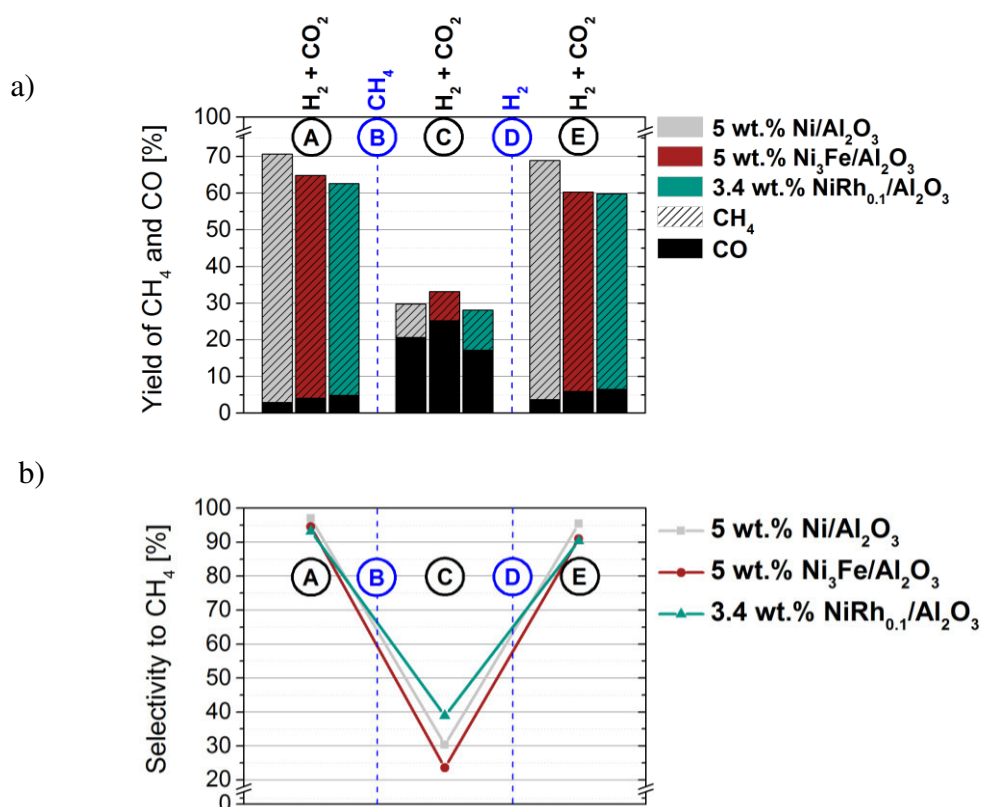 a)
H₂ + CO₂
CH₄
H₂ + CO₂
H₂
H₂ + CO₂
A
B
C
D
E
Yield of CH₄ and CO [%]
100
70
60
50
40
30
20
10
0
5 wt.% Ni/Al₂O₃
5 wt.% Ni₃Fe/Al₂O₃
3.4 wt.% NiRh₀.₁/Al₂O₃
CH₄
CO
b)
Selectivity to CH₄ [%]
100
90
80
70
60
50
40
30
20
0
A
B
C
D
E
5 wt.% Ni/Al₂O₃
5 wt.% Ni₃Fe/Al₂O₃
3.4 wt.% NiRh₀.₁/Al₂O₃